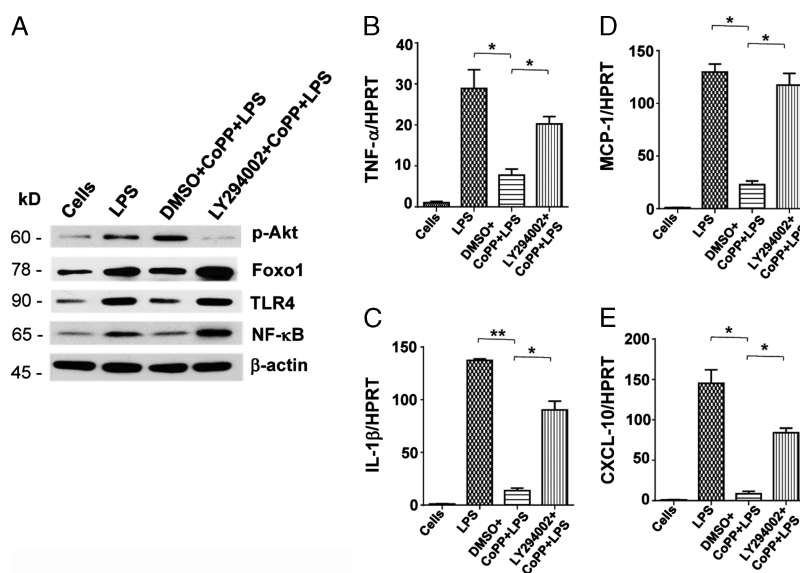 A
kD
Cells
LPS
DMSO+CoPP+LPS
LY294002+CoPP+LPS
60 - p-Akt
78 - Foxo1
90 - TLR4
65 - NF-κB
45 - β-actin
B
TNF-α/HPRT
40
30
20
10
0
*
*
Cells
LPS
DMSO+
CoPP+LPS
LY294002+
CoPP+LPS
C
IL-1β/HPRT
150
100
50
0
**
*
Cells
LPS
DMSO+
CoPP+LPS
LY294002+
CoPP+LPS
D
MCP-1/HPRT
150
100
50
0
*
*
Cells
LPS
DMSO+
CoPP+LPS
LY294002+
CoPP+LPS
E
CXCL-10/HPRT
200
150
100
50
0
*
*
Cells
LPS
DMSO+
CoPP+LPS
LY294002+
CoPP+LPS